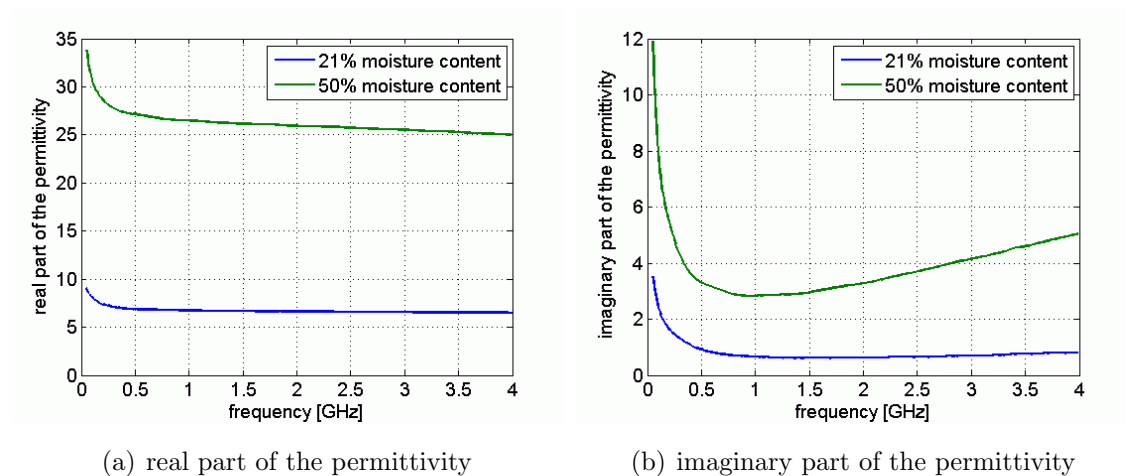 35
30
25
20
15
10
5
0
real part of the permittivity
21% moisture content
50% moisture content
0 0.5 1 1.5 2 2.5 3 3.5 4
frequency [GHz]
(a) real part of the permittivity
12
10
8
6
4
2
0
imaginary part of the permittivity
21% moisture content
50% moisture content
0 0.5 1 1.5 2 2.5 3 3.5 4
frequency [GHz]
(b) imaginary part of the permittivity